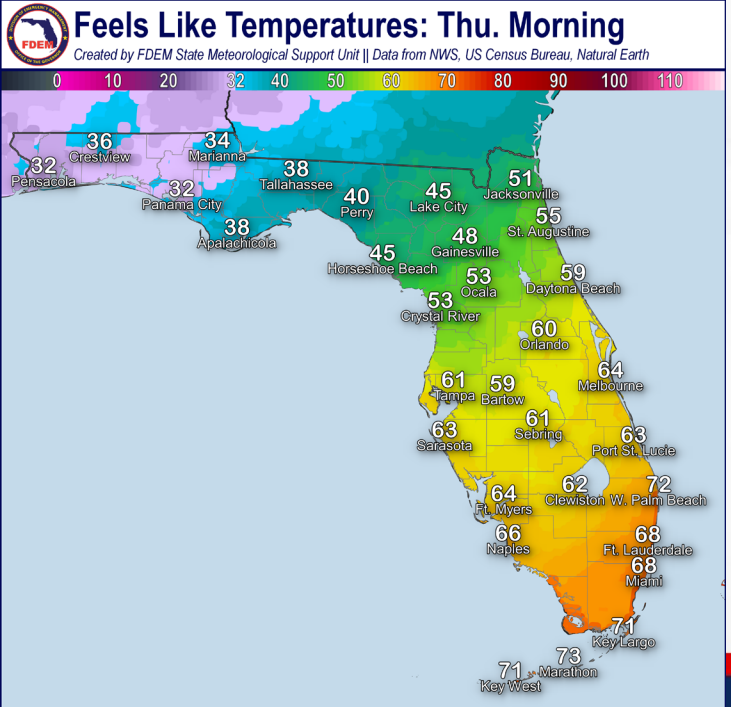 Feels Like Temperatures: Thu. Morning
FDEM
Created by FDEM State Meteorological Support Unit || Data from NWS, US Census Bureau, Natural Earth
0 10 20 32 40 50 60 70 80 90 100 110
36
Crestview
34
Marianna
32
Pensacola
38
Tallahassee
51
Jacksonville
32
Panama City
40
Perry
45
Lake City
55
St. Augustine
38
Apalachicola
48
Gainesville
45
Horseshoe Beach
53
Ocala
59
Daytona Beach
53
Crystal River
60
Orlando
64
Melbourne
61
Tampa
59
Bartow
61
Sebring
63
Sarasota
63
Port St. Lucie
64
Ft. Myers
62
Clewiston
72
W. Palm Beach
66
Naples
68
Ft. Lauderdale
68
Miami
71
Key Largo
73
Marathon
71
Key West